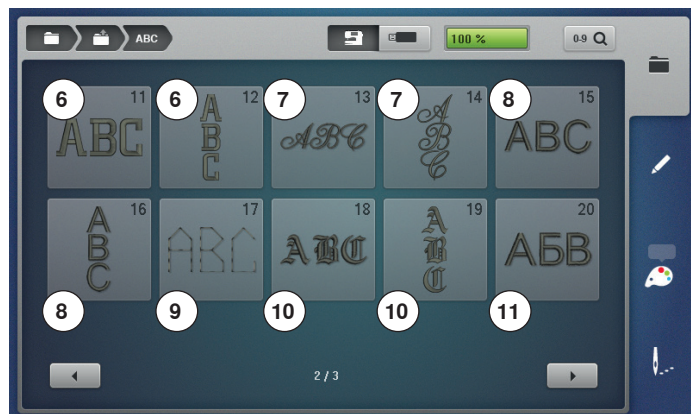 ABC 100 % 0-9
6 11 6 12 7 13 7 14 8 15
ABC A B C ABC A B C ABC
16 17 18 19 20
A B C ABC ABC A B C АБВ
8 9 10 10 11
2 / 3